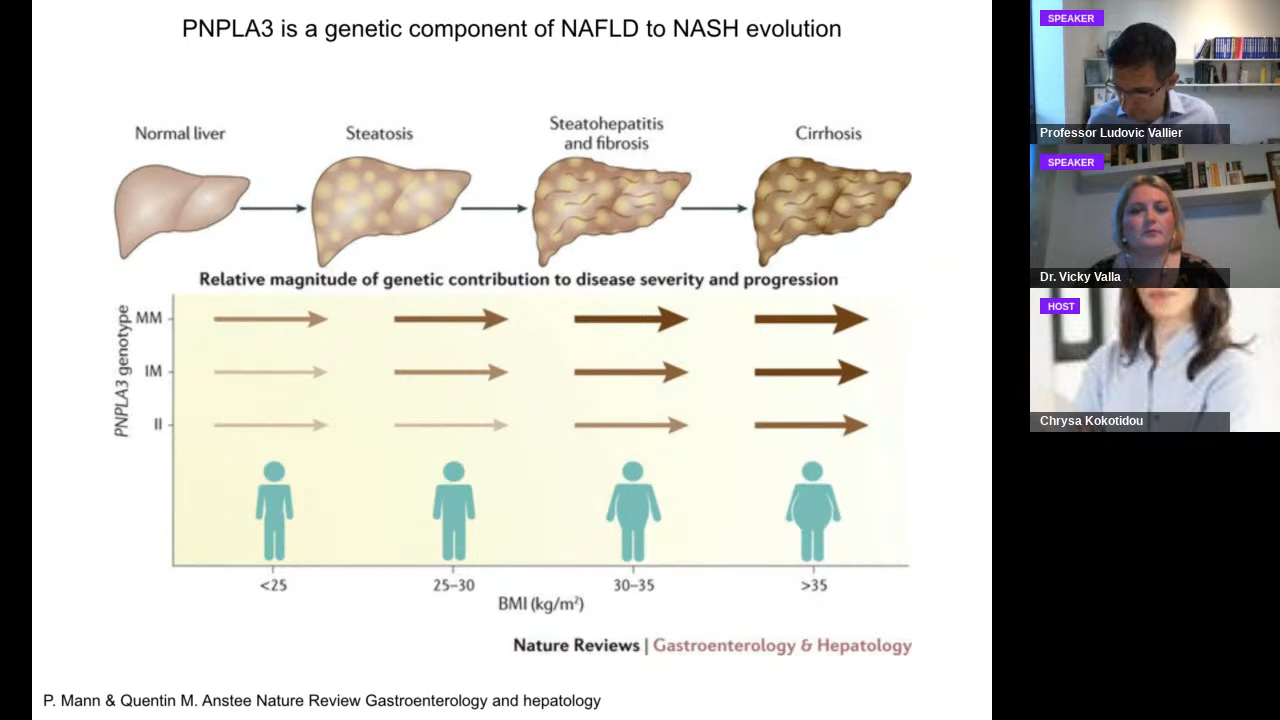 PNPLA3 is a genetic component of NAFLD to NASH evolution
Normal liver
Steatosis
Steatohepatitis
and fibrosis
Cirrhosis
Relative magnitude of genetic contribution to disease severity and progression
PNPLA3 genotype
MM
IM
II
<25
25–30
30–35
>35
BMI (kg/m²)
Nature Reviews | Gastroenterology & Hepatology
P. Mann & Quentin M. Anstee Nature Review Gastroenterology and hepatology
SPEAKER
Professor Ludovic Vallier
SPEAKER
Dr. Vicky Valla
HOST
Chrysa Kokotidou